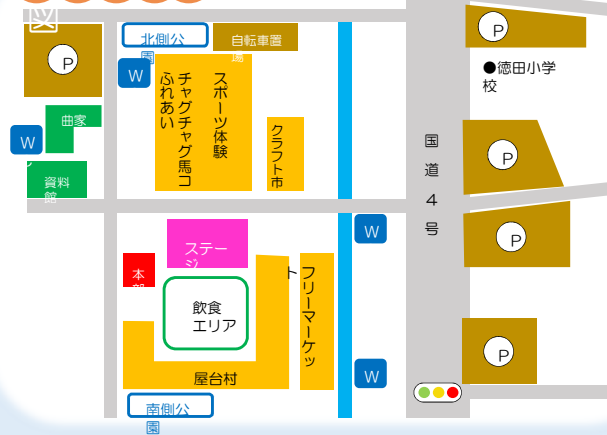 図
北側公
園
自転車置
場
P
P
●徳田小学
校
W
チャグチャグ馬コ
ふれあい
スポーツ体験
クラフト市
曲家
W
資料
館
国道4号
P
P
W
ステー
ジ
本部
飲食
エリア
フリーマーケッ
ト
屋台村
P
W
南側公
園